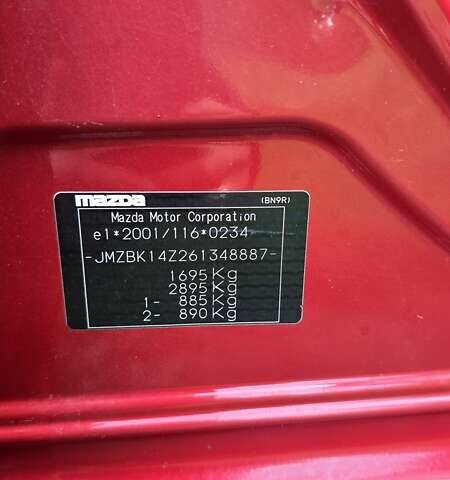 mazda (BN9R)
Mazda Motor Corporation
e1*2001/116*0234
-JMZBK14Z261348887-
1695 Kg
2895 Kg
1- 885 Kg
2- 890 Kg